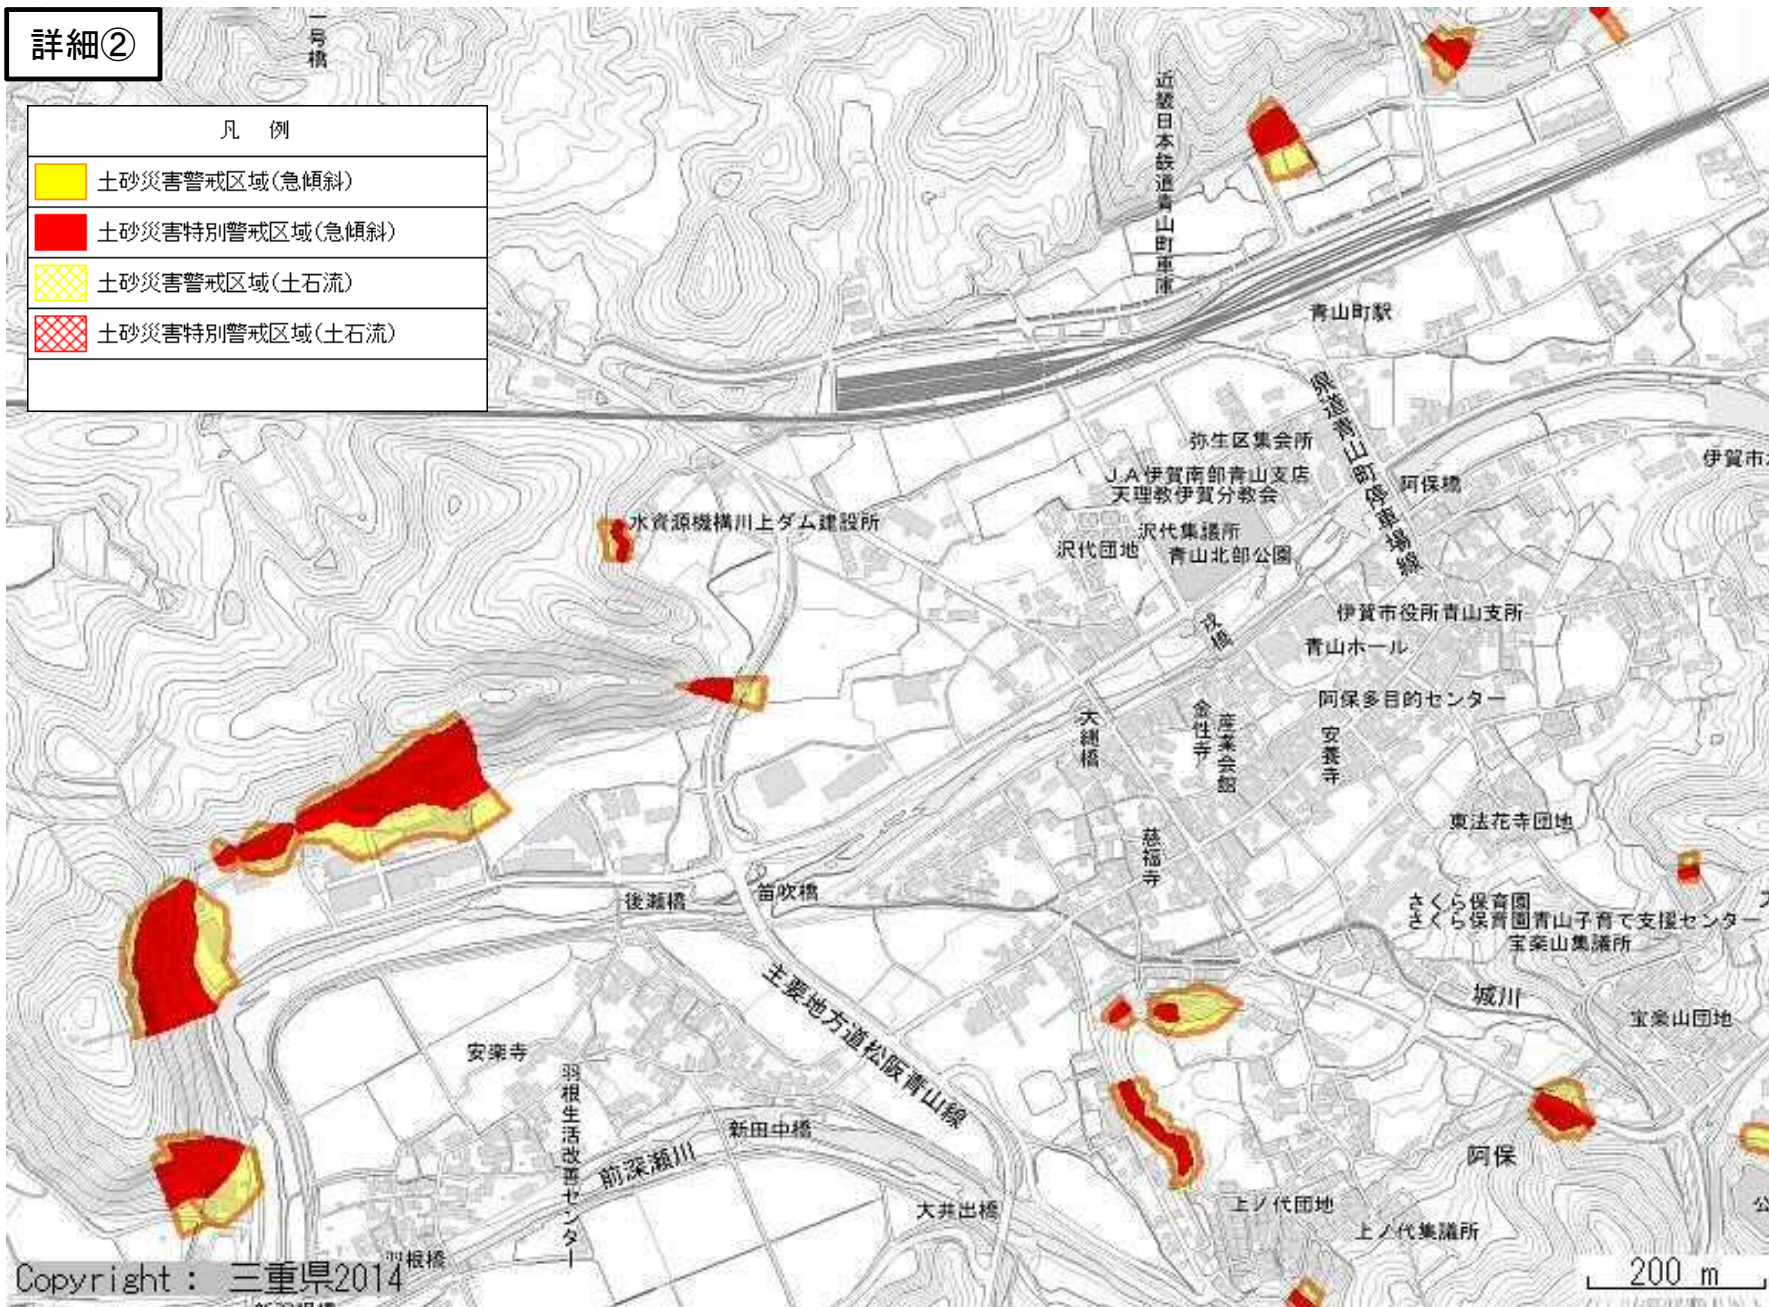 詳細②
一号橋
凡 例
土砂災害警戒区域(急傾斜)
土砂災害特別警戒区域(急傾斜)
土砂災害警戒区域(土石流)
土砂災害特別警戒区域(土石流)
近畿日本鉄道青山町車庫
青山町駅
県道青山町停車場線
弥生区集会所
JA伊賀南部青山支店
天理教伊賀分教会
阿保橋
伊賀市
水資源機構川上ダム建設所
沢代集議所
沢代団地
青山北部公園
戎橋
伊賀市役所青山支所
青山ホール
阿保多目的センター
大縄橋
金性寺
産業会館
安養寺
東法花寺団地
慈福寺
後瀬橋
笛吹橋
さくら保育園
さくら保育園青山子育て支援センター
宝楽山集議所
主要地方道松阪青山線
城川
宝楽山団地
安楽寺
羽根生活改善センター
新田中橋
前深瀬川
阿保
大井出橋
上ノ代団地
上ノ代集議所
羽根橋
Copyright : 三重県2014
200 m